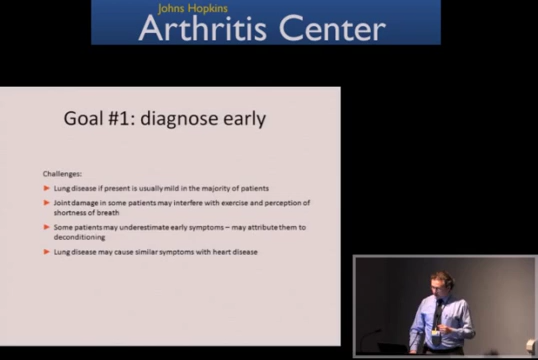 Johns Hopkins
Arthritis Center
Goal #1: diagnose early
Challenges:
Lung disease if present is usually mild in the majority of patients
Joint damage in some patients may interfere with exercise and perception of
shortness of breath
Some patients may underestimate early symptoms – may attribute them to
deconditioning
Lung disease may cause similar symptoms with heart disease